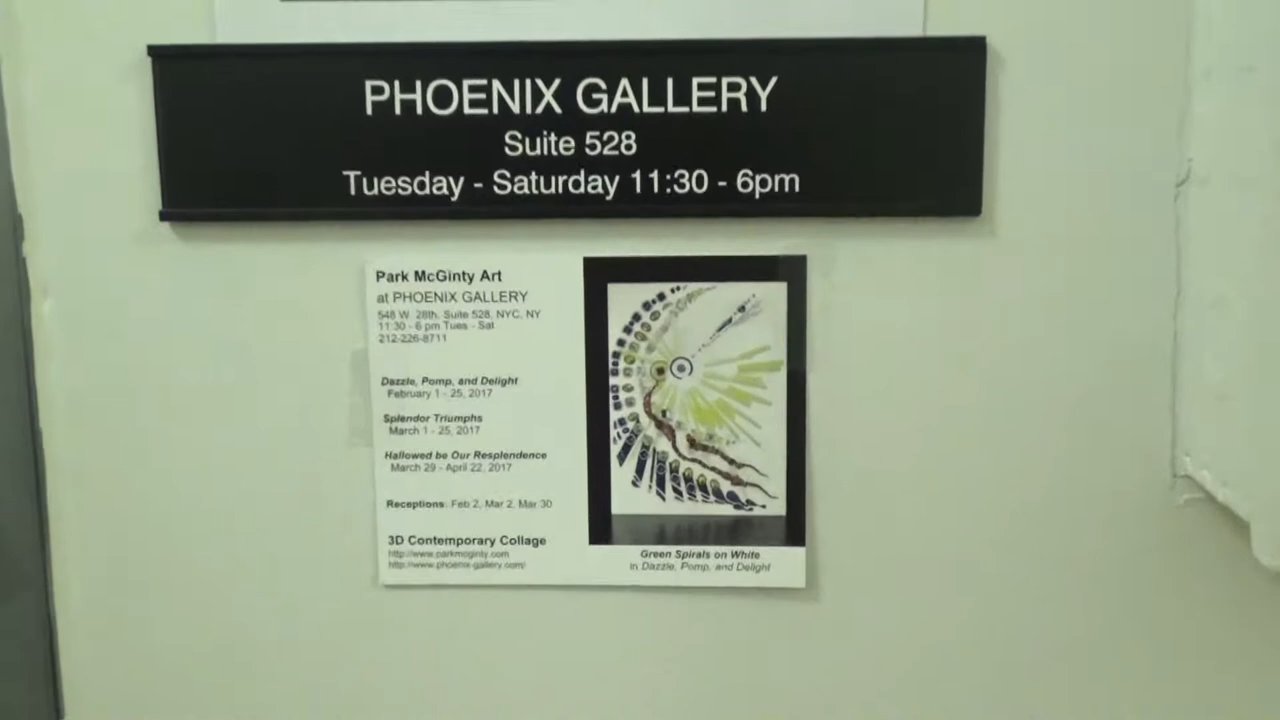 PHOENIX GALLERY
Suite 528
Tuesday - Saturday 11:30 - 6pm
Park McGinty Art
at PHOENIX GALLERY
548 W. 28th, Suite 528, NYC, NY
11:30 - 6 pm Tues - Sat
212-226-8711
Dazzle, Pomp, and Delight
February 1 - 25, 2017
Splendor Triumphs
March 1 - 25, 2017
Hallowed be Our Resplendence
March 29 - April 22, 2017
Receptions: Feb 2, Mar 2, Mar 30
3D Contemporary Collage
http://www.parkmcginty.com
http://www.phoenix-gallery.com/
Green Spirals on White
in Dazzle, Pomp, and Delight